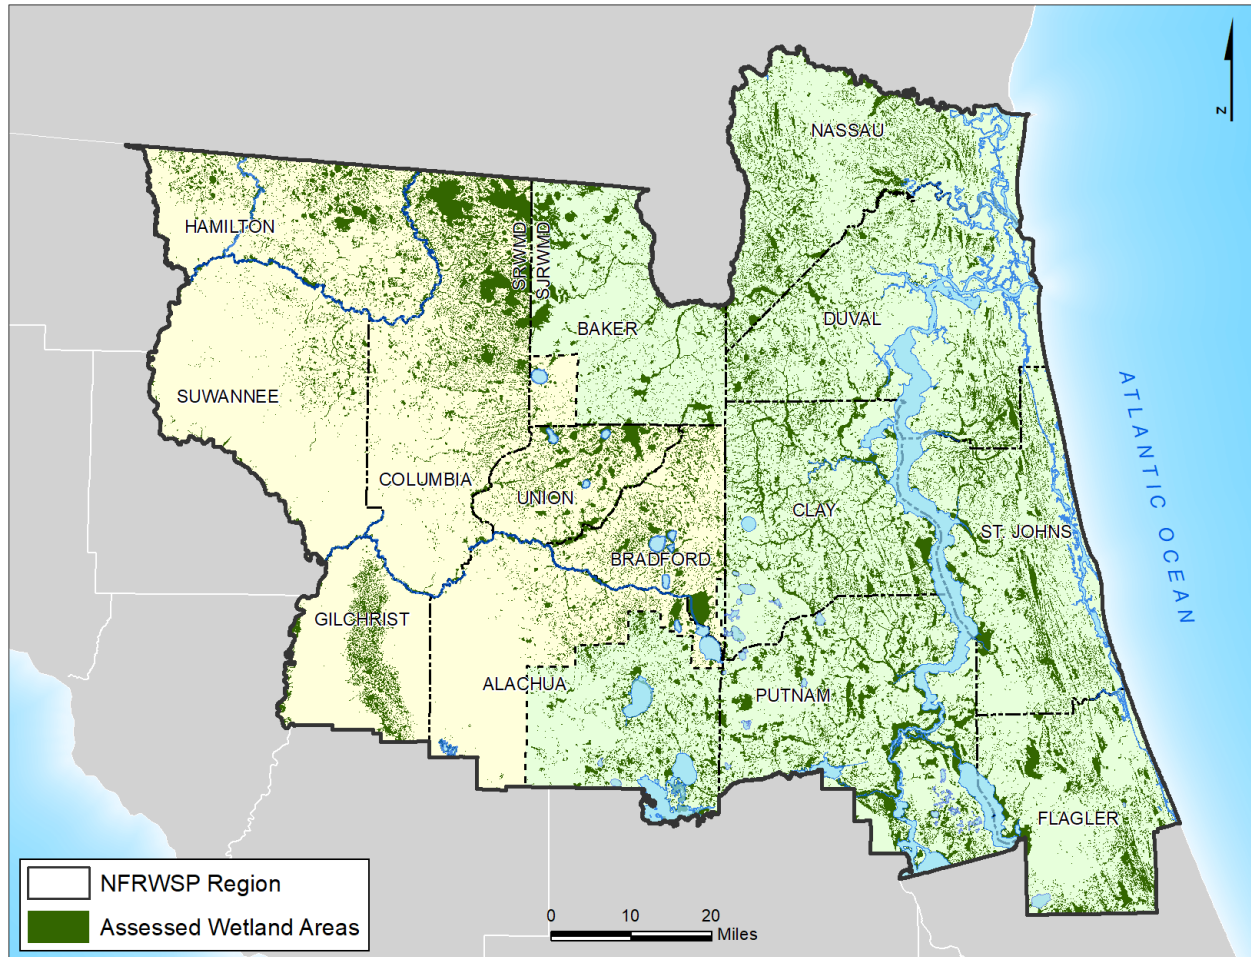 NASSAU
N
HAMILTON
SRWMD
SJRWMD
BAKER
DUVAL
SUWANNEE
ATLANTIC OCEAN
COLUMBIA
UNION
CLAY
ST. JOHNS
BRADFORD
GILCHRIST
ALACHUA
PUTNAM
FLAGLER
NFRWSP Region
Assessed Wetland Areas
0 10 20
Miles